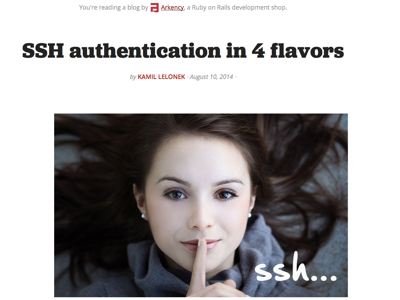 You're reading a blog by Arkency, a Ruby on Rails development shop.
SSH authentication in 4 flavors
by KAMIL LELONEK · August 10, 2014 ·
ssh...